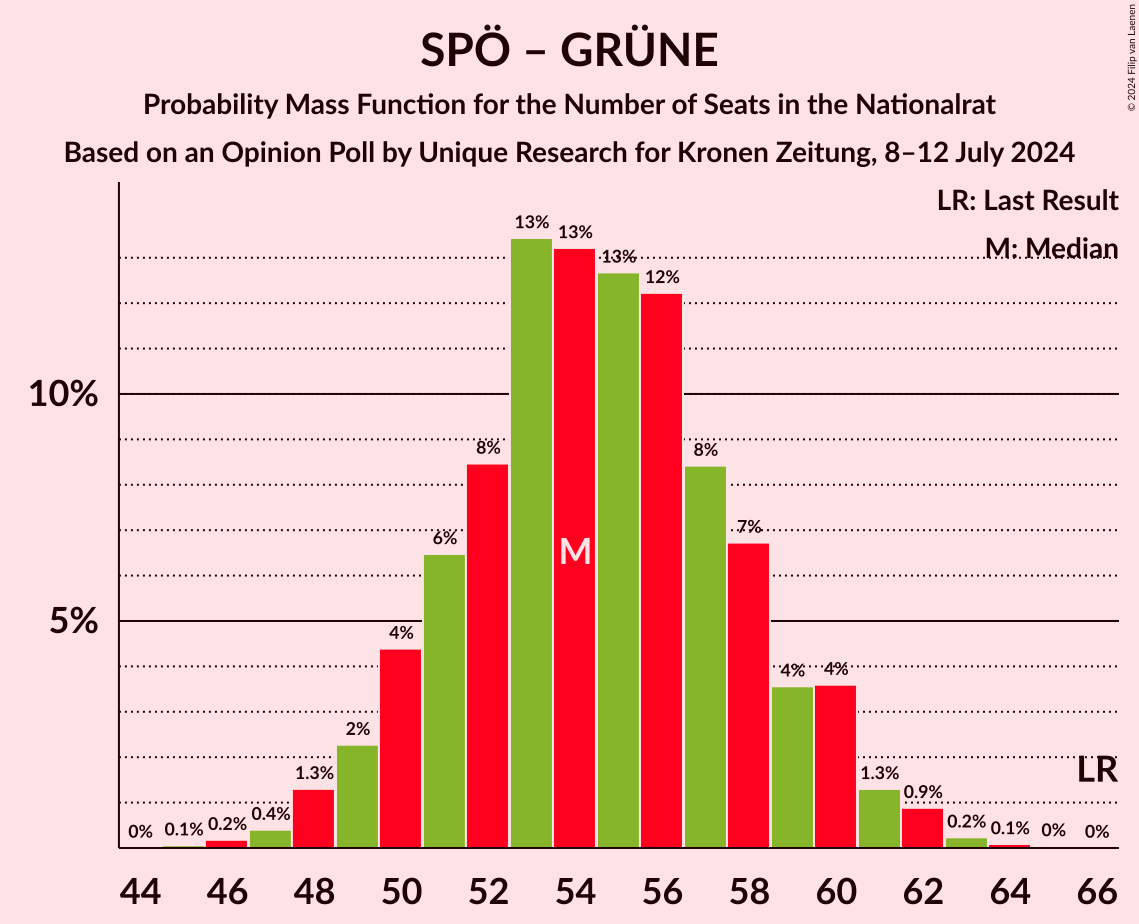 SPÖ – GRÜNE
Probability Mass Function for the Number of Seats in the Nationalrat
Based on an Opinion Poll by Unique Research for Kronen Zeitung, 8–12 July 2024
© 2024 Filip van Laenen
LR: Last Result
M: Median
10%
5%
0%
0.1%
0.2%
0.4%
1.3%
2%
4%
6%
8%
13%
13%
13%
12%
8%
7%
4%
4%
1.3%
0.9%
0.2%
0.1%
0%
0%
M
LR
44 46 48 50 52 54 56 58 60 62 64 66